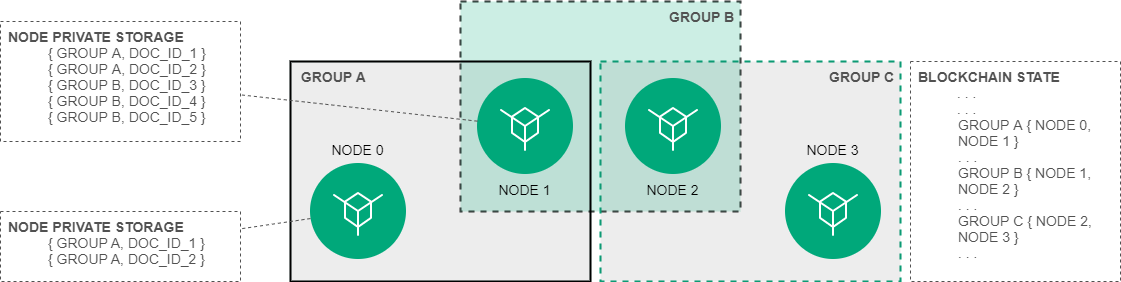 NODE PRIVATE STORAGE
{ GROUP A, DOC_ID_1 }
{ GROUP A, DOC_ID_2 }
{ GROUP B, DOC_ID_3 }
{ GROUP B, DOC_ID_4 }
{ GROUP B, DOC_ID_5 }
NODE PRIVATE STORAGE
{ GROUP A, DOC_ID_1 }
{ GROUP A, DOC_ID_2 }
GROUP A
NODE 0
NODE 1
GROUP B
NODE 2
GROUP C
NODE 3
BLOCKCHAIN STATE
. . .
. . .
GROUP A { NODE 0,
NODE 1 }
. . .
GROUP B { NODE 1,
NODE 2 }
. . .
GROUP C { NODE 2,
NODE 3 }
. . .